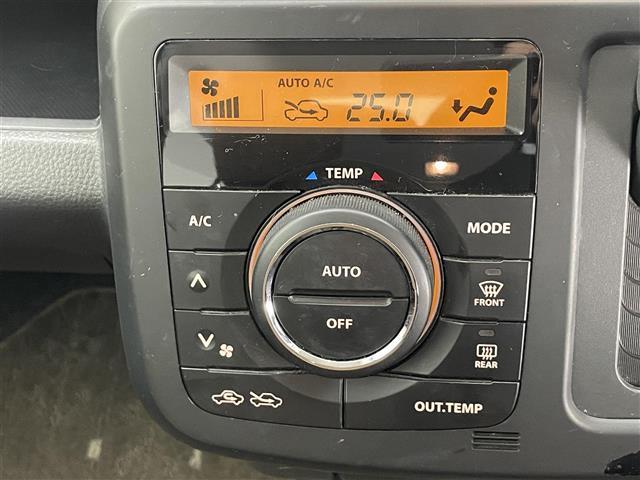 AUTO A/C
25.0
TEMP
A/C
MODE
AUTO
OFF
FRONT
REAR
OUT.TEMP